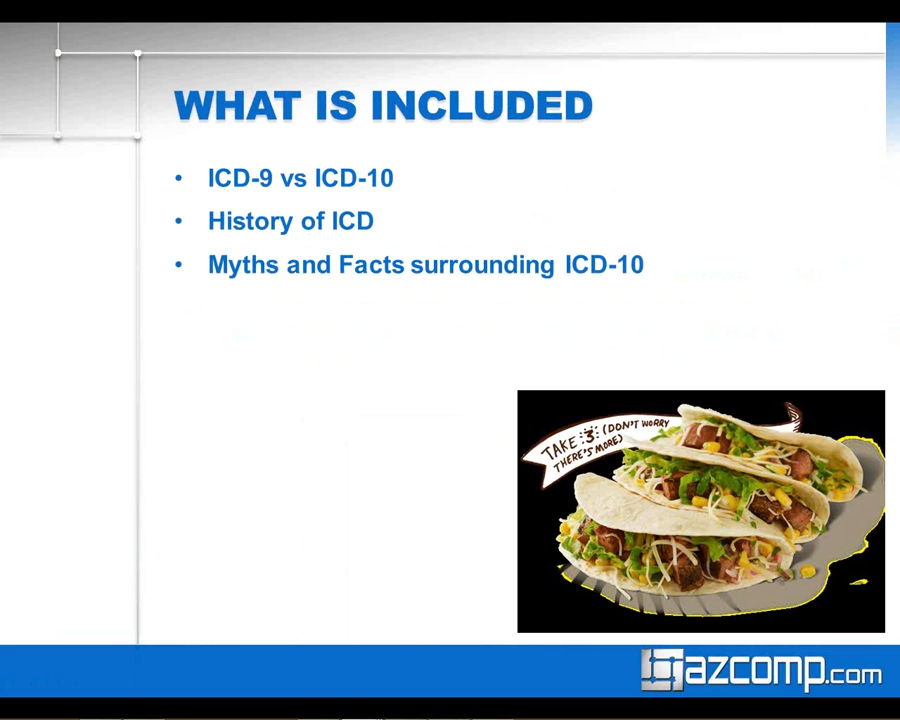 WHAT IS INCLUDED
• ICD-9 vs ICD-10
• History of ICD
• Myths and Facts surrounding ICD-10
TAKE 3 (DON'T WORRY
THERE'S MORE)
azcomp.com